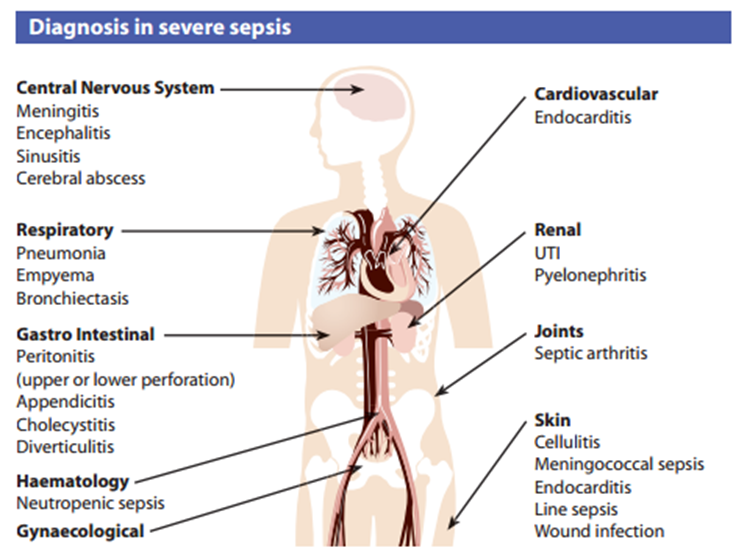 Diagnosis in severe sepsis
Central Nervous System
Meningitis
Encephalitis
Sinusitis
Cerebral abscess
Respiratory
Pneumonia
Empyema
Bronchiectasis
Gastro Intestinal
Peritonitis
(upper or lower perforation)
Appendicitis
Cholecystitis
Diverticulitis
Haematology
Neutropenic sepsis
Gynaecological
Cardiovascular
Endocarditis
Renal
UTI
Pyelonephritis
Joints
Septic arthritis
Skin
Cellulitis
Meningococcal sepsis
Endocarditis
Line sepsis
Wound infection